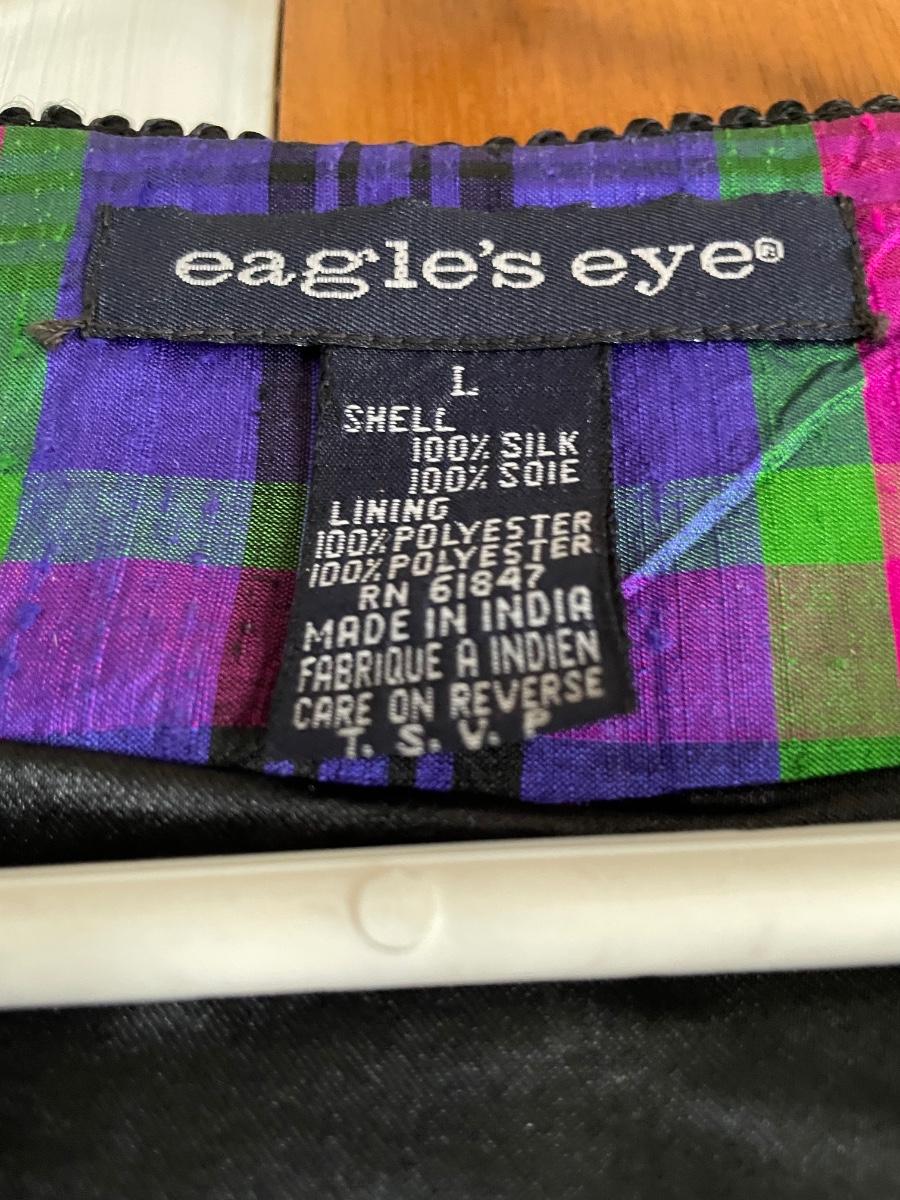 eagle's eye®
L
SHELL
100% SILK
100% SOIE
LINING
100% POLYESTER
100% POLYESTER
RN 61847
MADE IN INDIA
FABRIQUE A INDIEN
CARE ON REVERSE
T. S. V. P